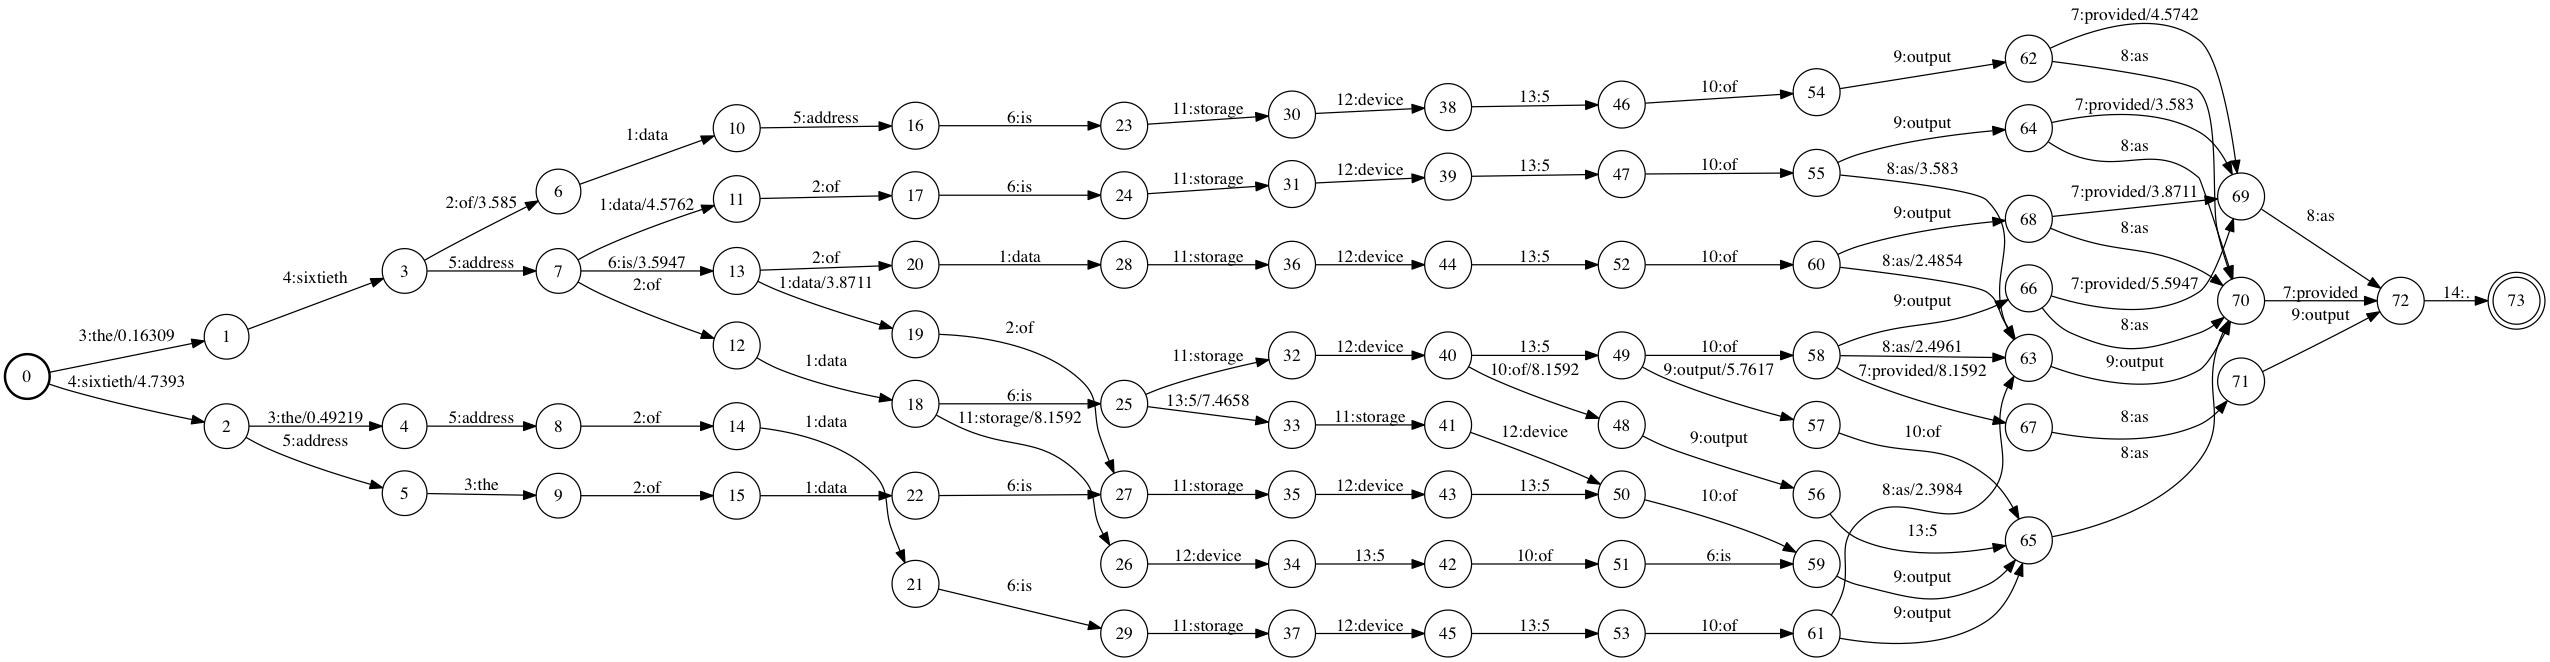 0
3:the/0.16309
4:sixtieth/4.7393
1
2
4:sixtieth
3:the/0.49219
5:address
3
4
5
2:of/3.585
5:address
5:address
3:the
6
7
8
9
1:data
1:data/4.5762
6:is/3.5947
2:of
2:of
2:of
10
11
13
12
14
15
5:address
2:of
2:of
1:data/3.8711
1:data
1:data
1:data
16
17
20
19
18
22
21
6:is
6:is
1:data
2:of
6:is
11:storage/8.1592
6:is
6:is
23
24
28
25
27
26
29
11:storage
11:storage
11:storage
11:storage
13:5/7.4658
11:storage
12:device
11:storage
30
31
36
32
33
35
34
37
12:device
12:device
12:device
12:device
11:storage
12:device
13:5
12:device
38
39
44
40
41
43
42
45
13:5
13:5
13:5
13:5
10:of/8.1592
12:device
13:5
10:of
13:5
46
47
52
49
48
50
51
53
10:of
10:of
10:of
10:of
9:output/5.7617
9:output
10:of
6:is
10:of
54
55
60
58
57
56
59
61
9:output
9:output
8:as/3.583
9:output
8:as/2.4854
9:output
8:as/2.4961
7:provided/8.1592
10:of
8:as/2.3984
13:5
9:output
9:output
62
64
68
66
63
67
65
7:provided/4.5742
8:as
7:provided/3.583
8:as
7:provided/3.8711
8:as
7:provided/5.5947
8:as
9:output
8:as
8:as
69
70
71
8:as
7:provided
9:output
72
14:.
73